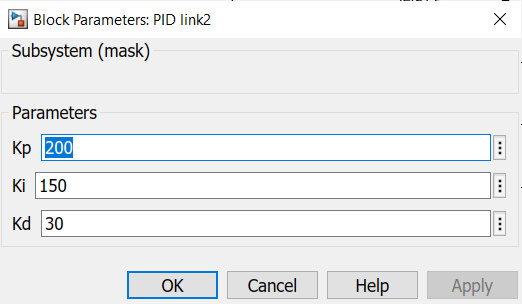 Block Parameters: PID link2
Subsystem (mask)
Parameters
Kp 200
Ki 150
Kd 30
OK Cancel Help Apply